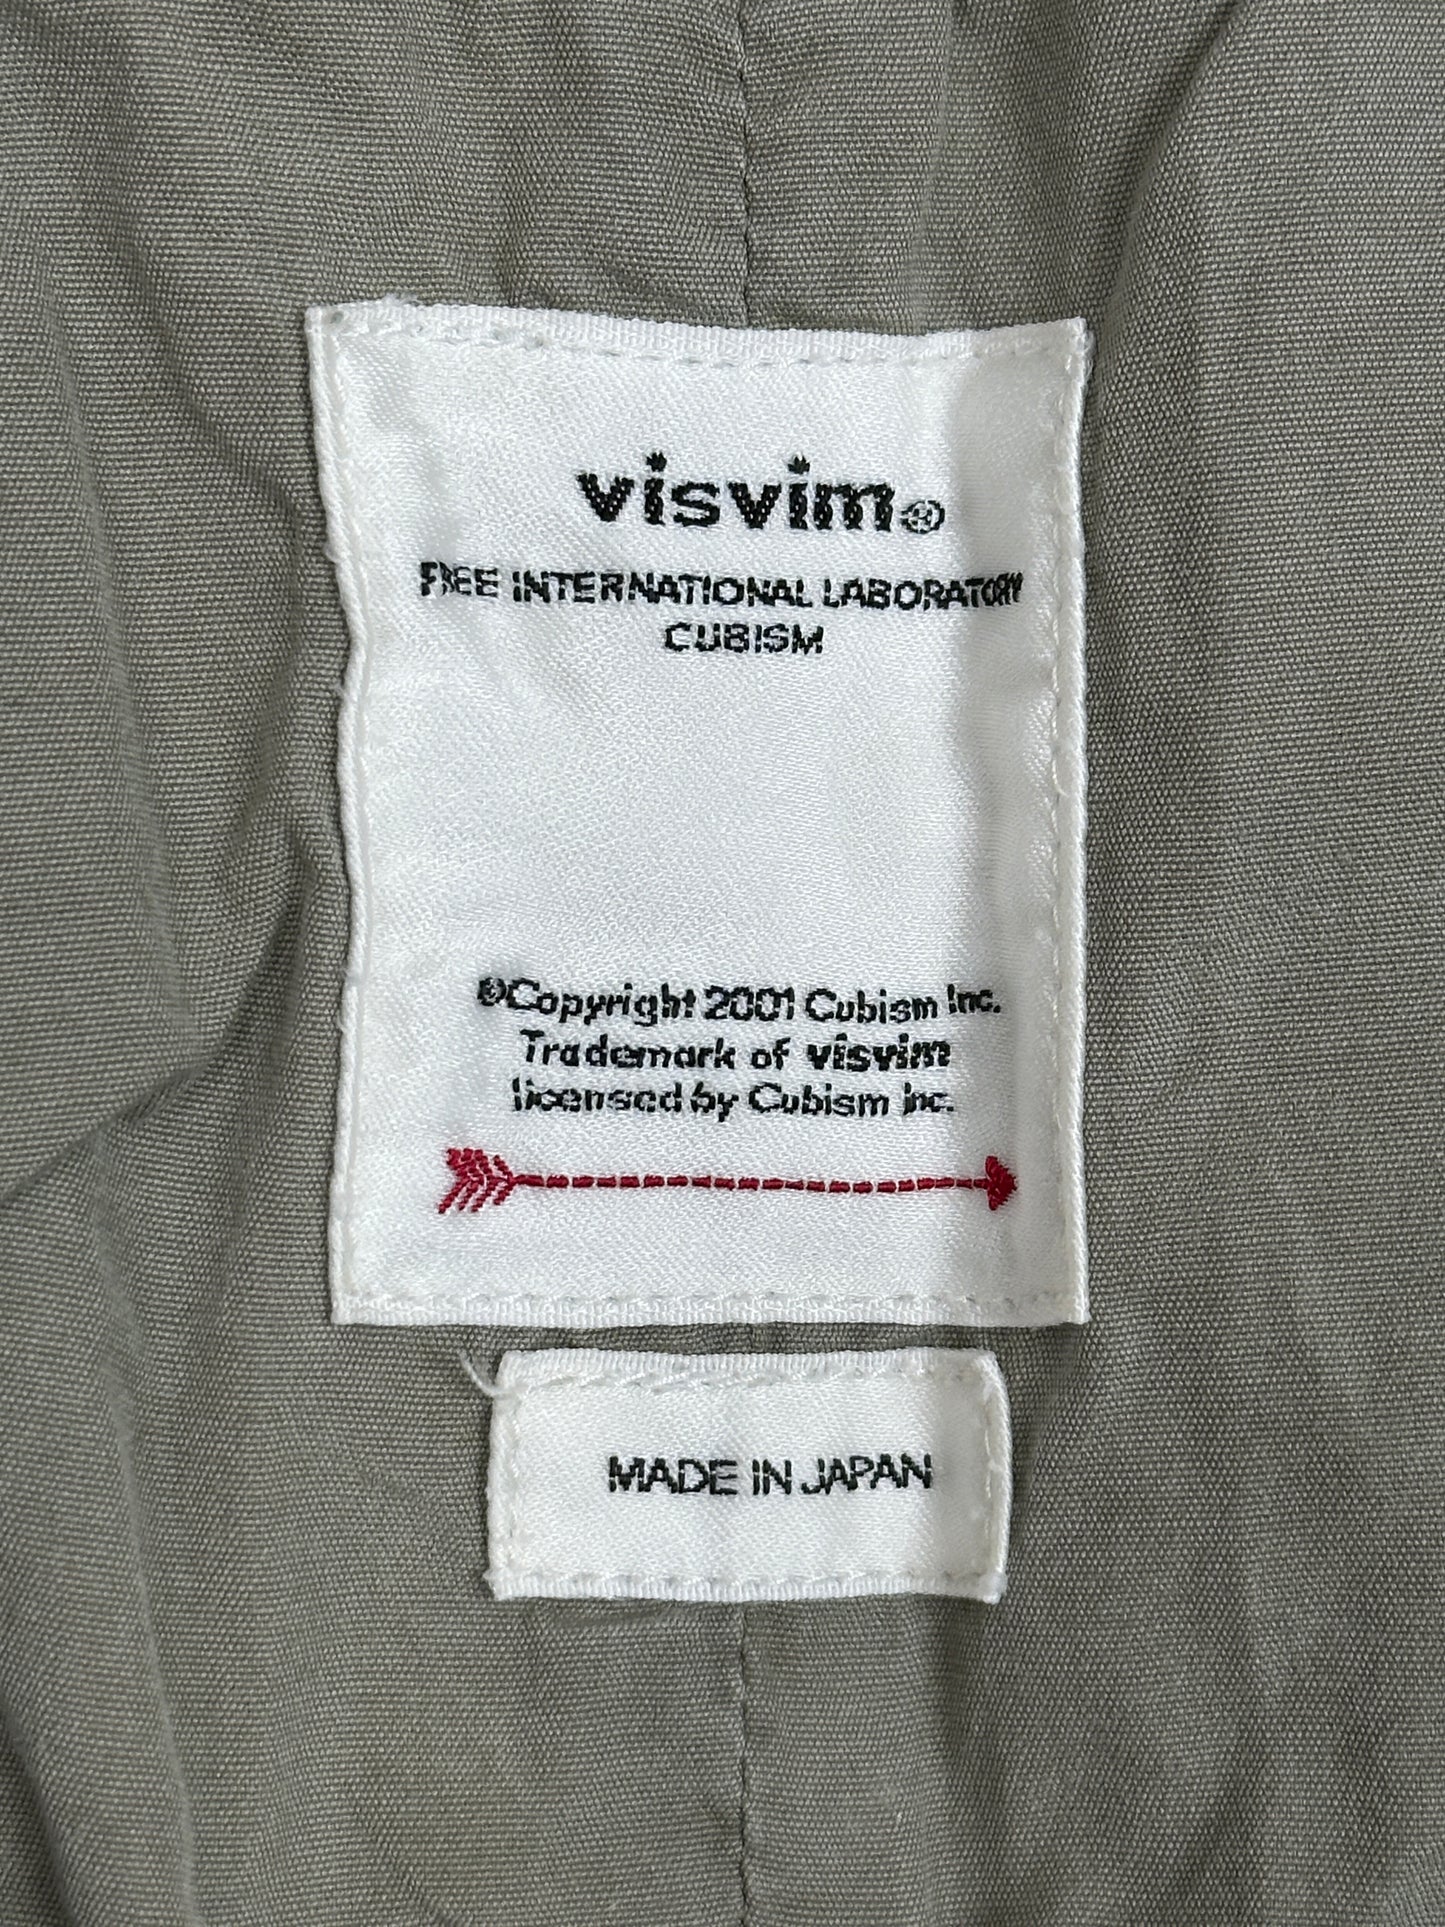 visvim®
FREE INTERNATIONAL LABORATORY
CUBISM
©Copyright 2001 Cubism Inc.
Trademark of visvim
licensed by Cubism Inc.
MADE IN JAPAN